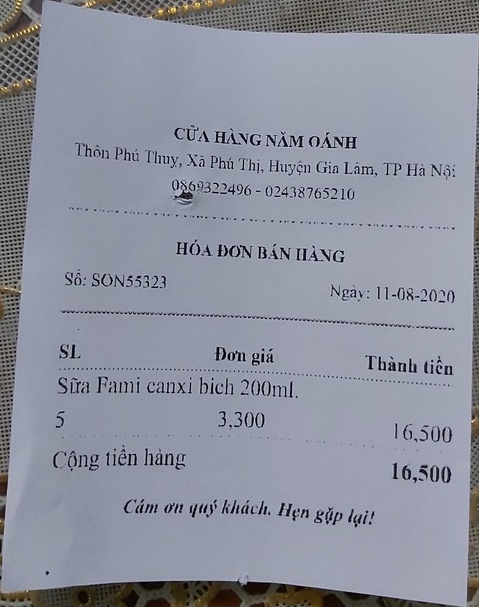 CỬA HÀNG NĂM OÁNH
Thôn Phú Thuỵ, Xã Phú Thị, Huyện Gia Lâm, TP Hà Nội
0869322496 - 02438765210
HÓA ĐƠN BÁN HÀNG
Số: SON55323 Ngày: 11-08-2020
SL Đơn giá Thành tiền
Sữa Fami canxi bich 200ml.
5 3,300 16,500
Cộng tiền hàng 16,500
Cám ơn quý khách. Hẹn gặp lại!